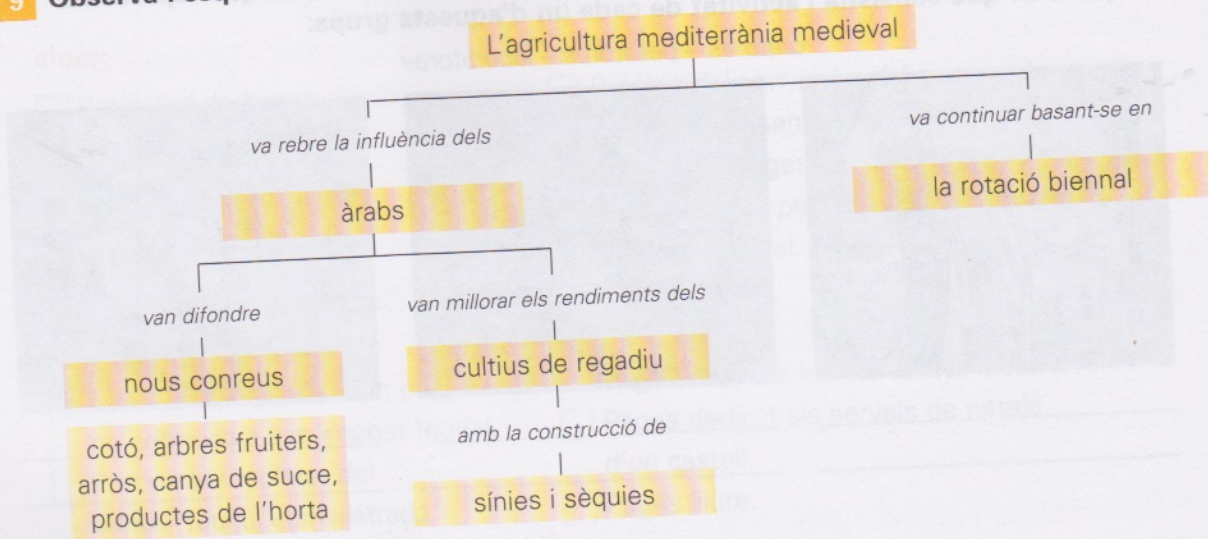 9 Observa
L'agricultura mediterrània medieval
va rebre la influència dels
va continuar basant-se en
àrabs
la rotació biennal
van difondre
van millorar els rendiments dels
nous conreus
cultius de regadiu
cotó, arbres fruiters,
arròs, canya de sucre,
productes de l'horta
amb la construcció de
sínies i sèquies